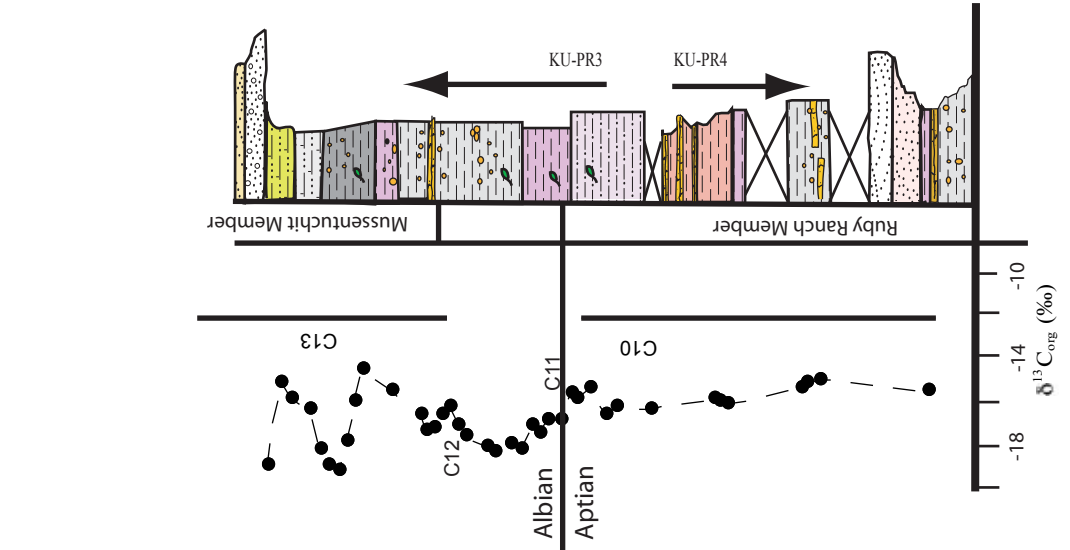 KU-PR3
KU-PR4
Mussentuchit Member
Ruby Ranch Member
-10
-14
-18
δ¹³Corg (‰)
C13
C10
C11
C12
Albian
Aptian